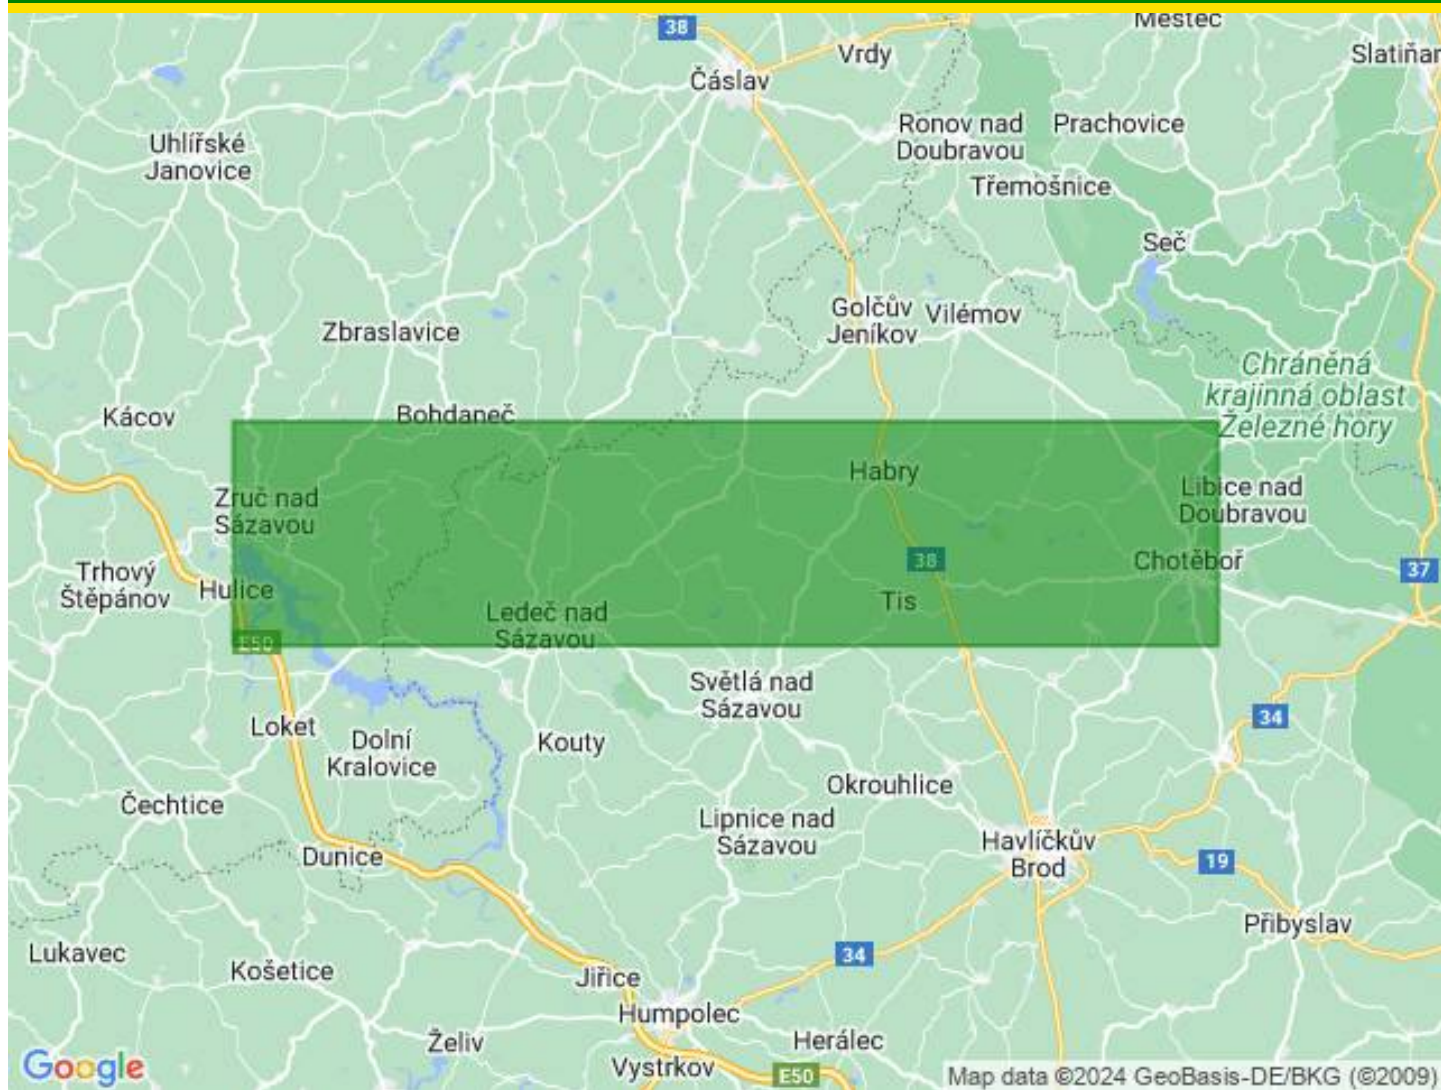 Městec
38
Vrdy
Slatiňar
Čáslav
Ronov nad
Doubravou
Prachovice
Uhlířské
Janovice
Třemošnice
Seč
Golčův
Jeníkov
Vilémov
Zbraslavice
Chráněná
krajinná oblast
Železné hory
Kácov
Bohdaneč
Habry
Zruč nad
Sázavou
Libice nad
Doubravou
38
Chotěboř
37
Trhový
Štěpánov
Hulice
Tis
Ledeč nad
Sázavou
E50
Světlá nad
Sázavou
34
Loket
Dolní
Kralovice
Kouty
Okrouhlice
Čechtice
Lipnice nad
Sázavou
Havlíčkův
Brod
Dunice
19
Přibyslav
Lukavec
Košetice
34
Jiřice
Humpolec
Želiv
Herálec
Vystrkov
E50
Google
Map data ©2024 GeoBasis-DE/BKG (©2009)